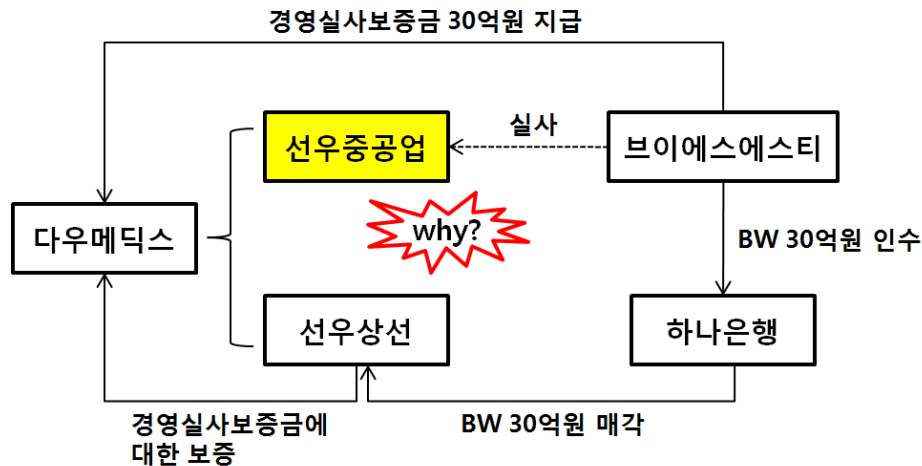 경영실사보증금 30억원 지급
선우중공업
실사
브이에스에스티
다우메딕스
why?
BW 30억원 인수
선우상선
하나은행
경영실사보증금에
대한 보증
BW 30억원 매각